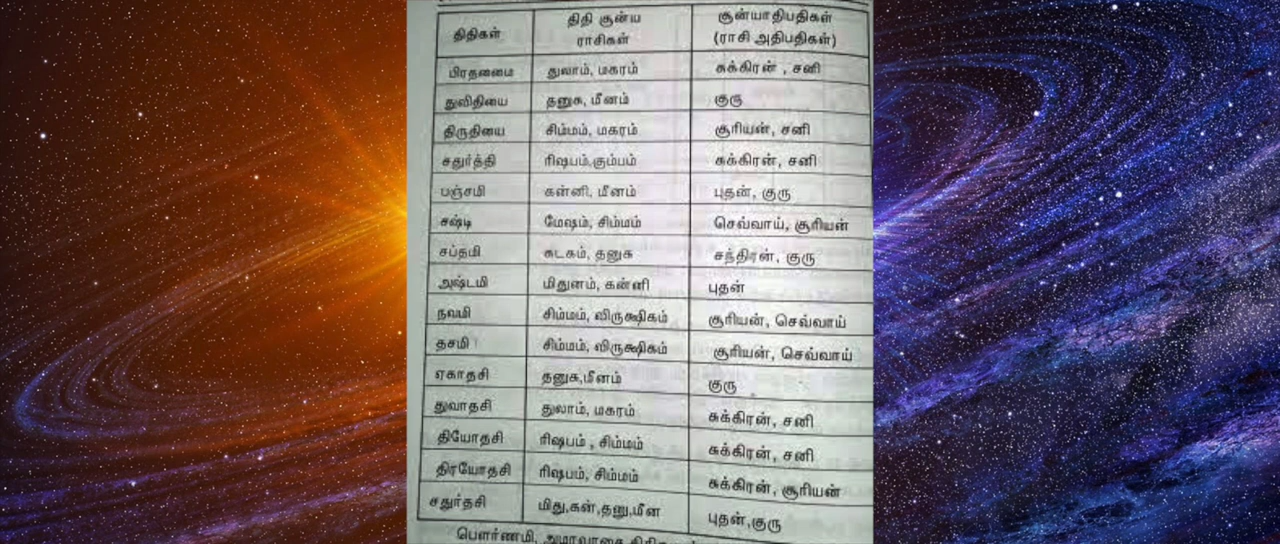 திதிகள் திதி சூன்ய ராசிகள் சூன்யாதிபதிகள் (ராசி அதிபதிகள்)
பிரதமை துலாம், மகரம் சுக்கிரன் , சனி
துவிதியை தனுசு, மீனம் குரு
திருதியை சிம்மம், மகரம் சூரியன், சனி
சதுர்த்தி ரிஷபம்,கும்பம் சுக்கிரன், சனி
பஞ்சமி கன்னி, மீனம் புதன், குரு
சஷ்டி மேஷம், சிம்மம் செவ்வாய், சூரியன்
சப்தமி கடகம், தனுசு சந்திரன், குரு
அஷ்டமி மிதுனம், கன்னி புதன்
நவமி சிம்மம், விருக்ஷிகம் சூரியன், செவ்வாய்
தசமி சிம்மம், விருக்ஷிகம் சூரியன், செவ்வாய்
ஏகாதசி தனுசு,மீனம் குரு
துவாதசி துலாம், மகரம் சுக்கிரன், சனி
தியோதசி ரிஷபம் , சிம்மம் சுக்கிரன், சனி
திரயோதசி ரிஷபம், சிம்மம் சுக்கிரன், சூரியன்
சதுர்தசி மிது,கன்,தனு,மீன புதன்,குரு
பௌர்ணமி,